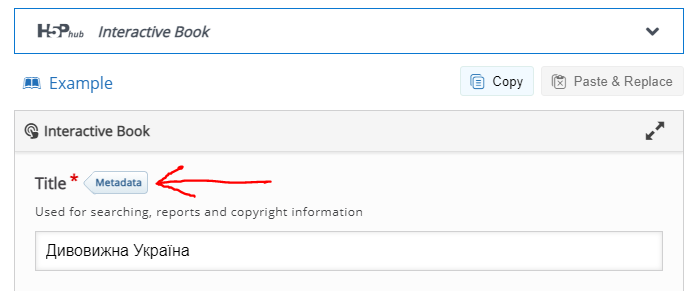 H5P hub Interactive Book
Example Copy Paste & Replace
Interactive Book
Title * Metadata
Used for searching, reports and copyright information
Дивовижна Україна